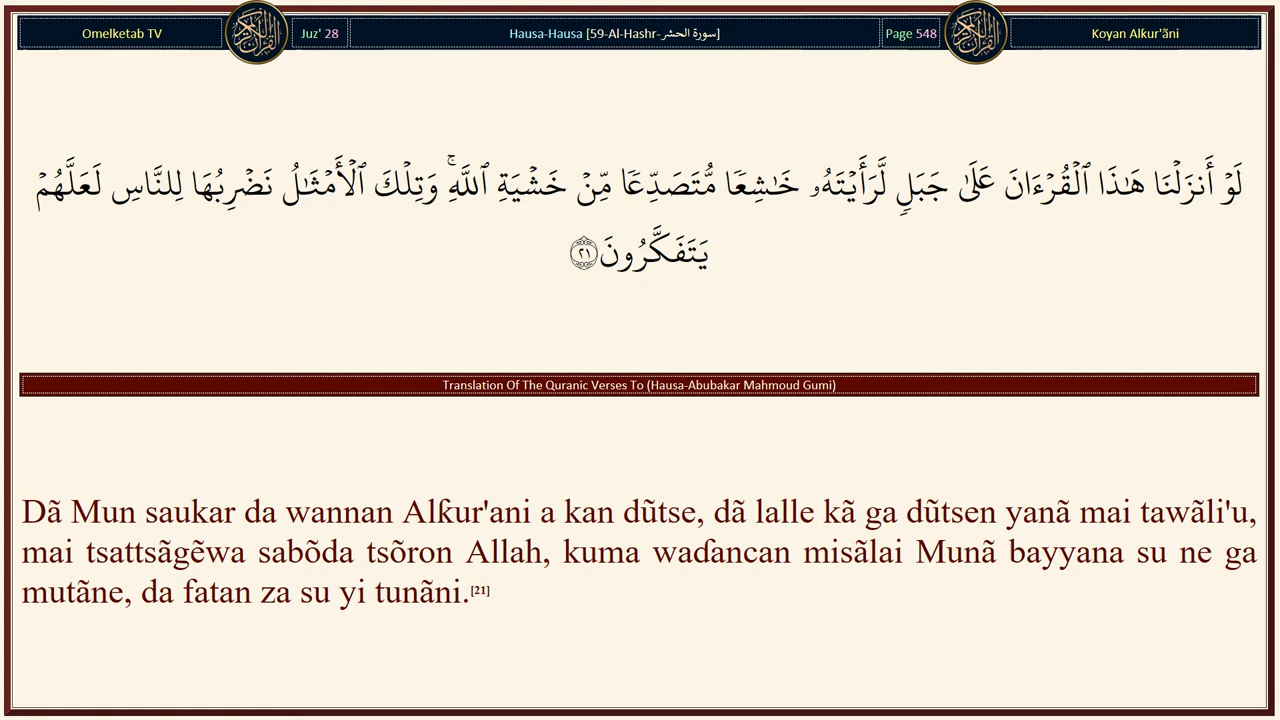 Omelketab TV
Juz' 28
Hausa-Hausa [59-Al-Hashr-سورة الحشر]
Page 548
Koyan Alƙur'ãni
لَوۡ أَنزَلۡنَا هَٰذَا ٱلۡقُرۡءَانَ عَلَىٰ جَبَلٖ لَّرَأَيۡتَهُۥ خَٰشِعٗا مُّتَصَدِّعٗا مِّنۡ خَشۡيَةِ ٱللَّهِۚ وَتِلۡكَ ٱلۡأَمۡثَٰلُ نَضۡرِبُهَا لِلنَّاسِ لَعَلَّهُمۡ
يَتَفَكَّرُونَ ٢١
Translation Of The Quranic Verses To (Hausa-Abubakar Mahmoud Gumi)
Dã Mun saukar da wannan Alƙur'ani a kan dũtse, dã lalle kã ga dũtsen yanã mai tawãli'u,
mai tsattsãgẽwa sabõda tsõron Allah, kuma waɗancan misãlai Munã bayyana su ne ga
mutãne, da fatan za su yi tunãni.[21]